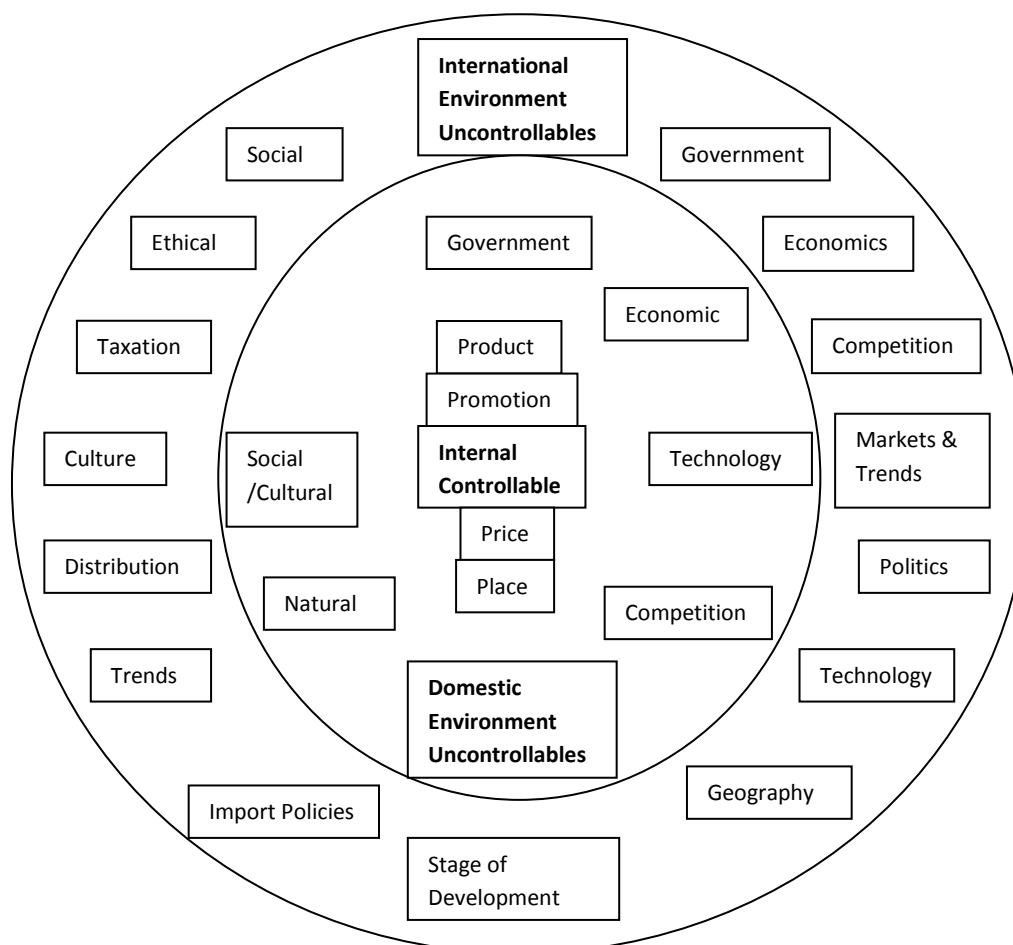 International
Environment
Uncontrollables
Social
Government
Ethical
Government
Economics
Economic
Taxation
Product
Competition
Promotion
Culture
Social
/Cultural
Internal
Controllable
Technology
Markets &
Trends
Price
Distribution
Place
Politics
Natural
Competition
Trends
Domestic
Environment
Uncontrollables
Technology
Import Policies
Geography
Stage of
Development